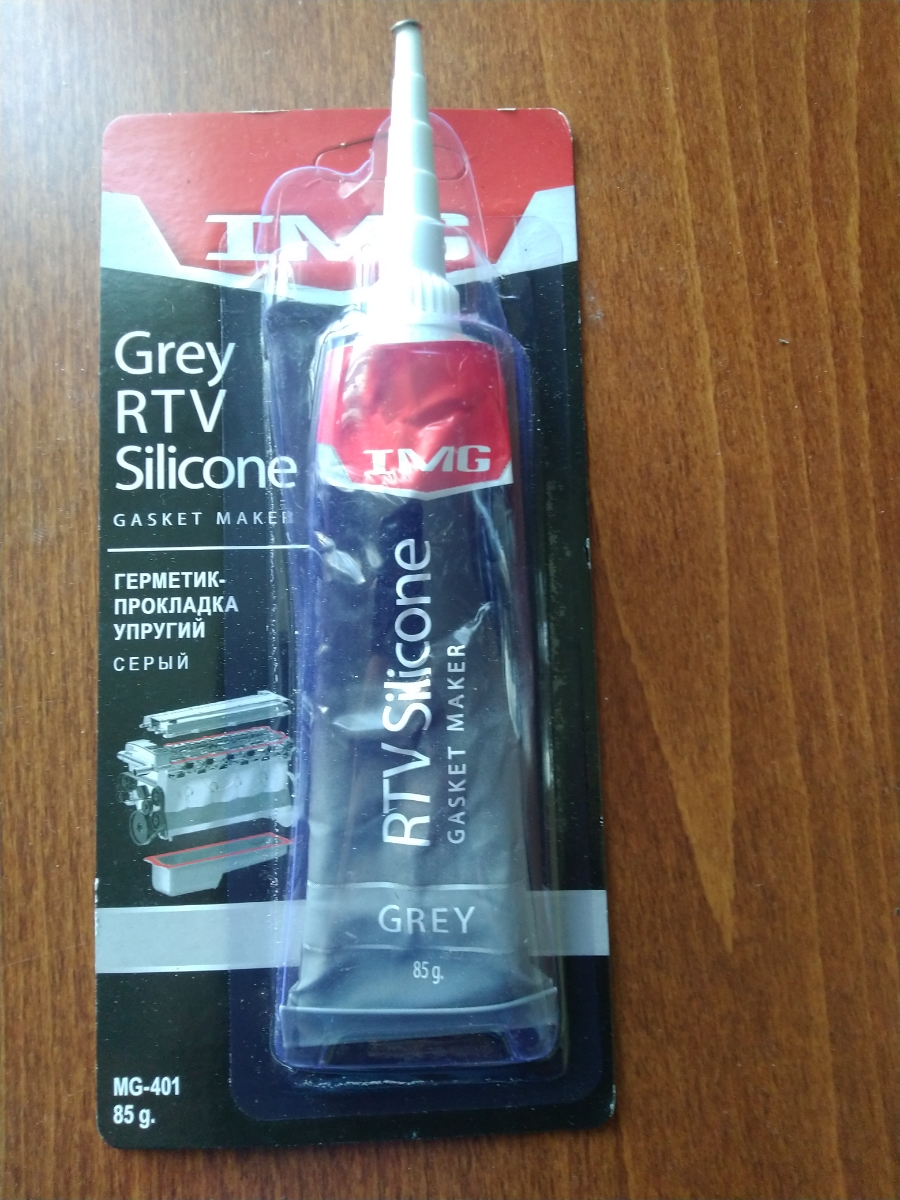 IMG
Grey
RTV
Silicone
GASKET MAKER
ГЕРМЕТИК-
ПРОКЛАДКА
УПРУГИЙ
СЕРЫЙ
MG-401
85 g.
IMG
RTV Silicone
GASKET MAKER
GREY
85 g.